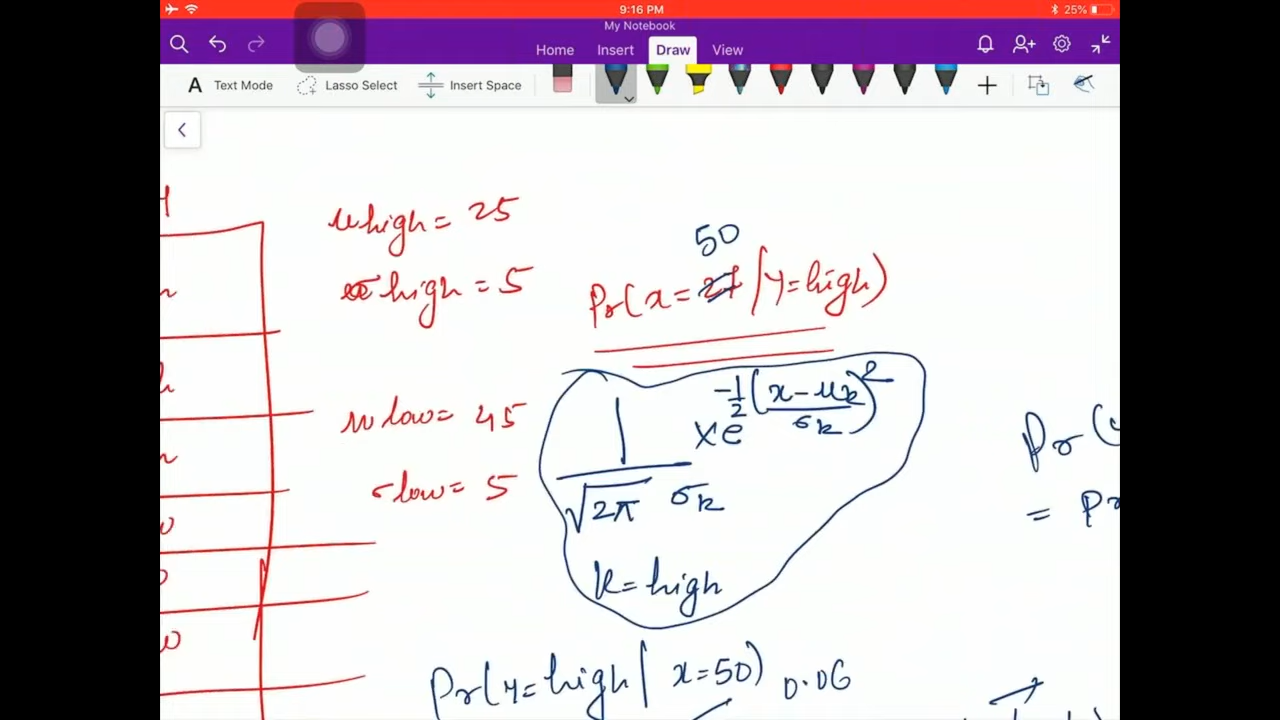 9:16 PM
25%
My Notebook
Home Insert Draw View
A Text Mode Lasso Select Insert Space
μhigh = 25
σhigh = 5
50
Pr(x = / Y=high)
μlow = 45
σlow = 5
1 / √2π σk × e^-1/2 (x - μk / σk)^2
k = high
Pr(
= Pr
Pr(Y=high | x=50) 0.06